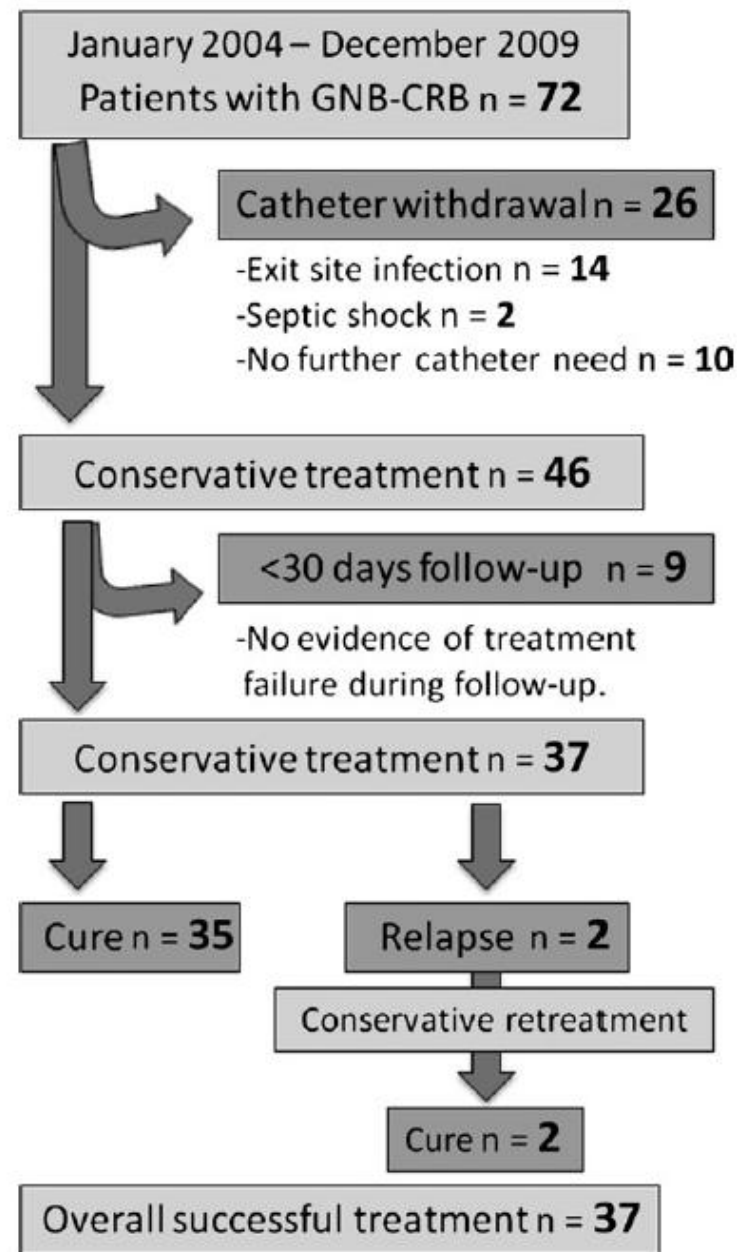 January 2004 – December 2009
Patients with GNB-CRB n = 72
Catheter withdrawal n = 26
-Exit site infection n = 14
-Septic shock n = 2
-No further catheter need n = 10
Conservative treatment n = 46
<30 days follow-up n = 9
-No evidence of treatment
failure during follow-up.
Conservative treatment n = 37
Cure n = 35
Relapse n = 2
Conservative retreatment
Cure n = 2
Overall successful treatment n = 37